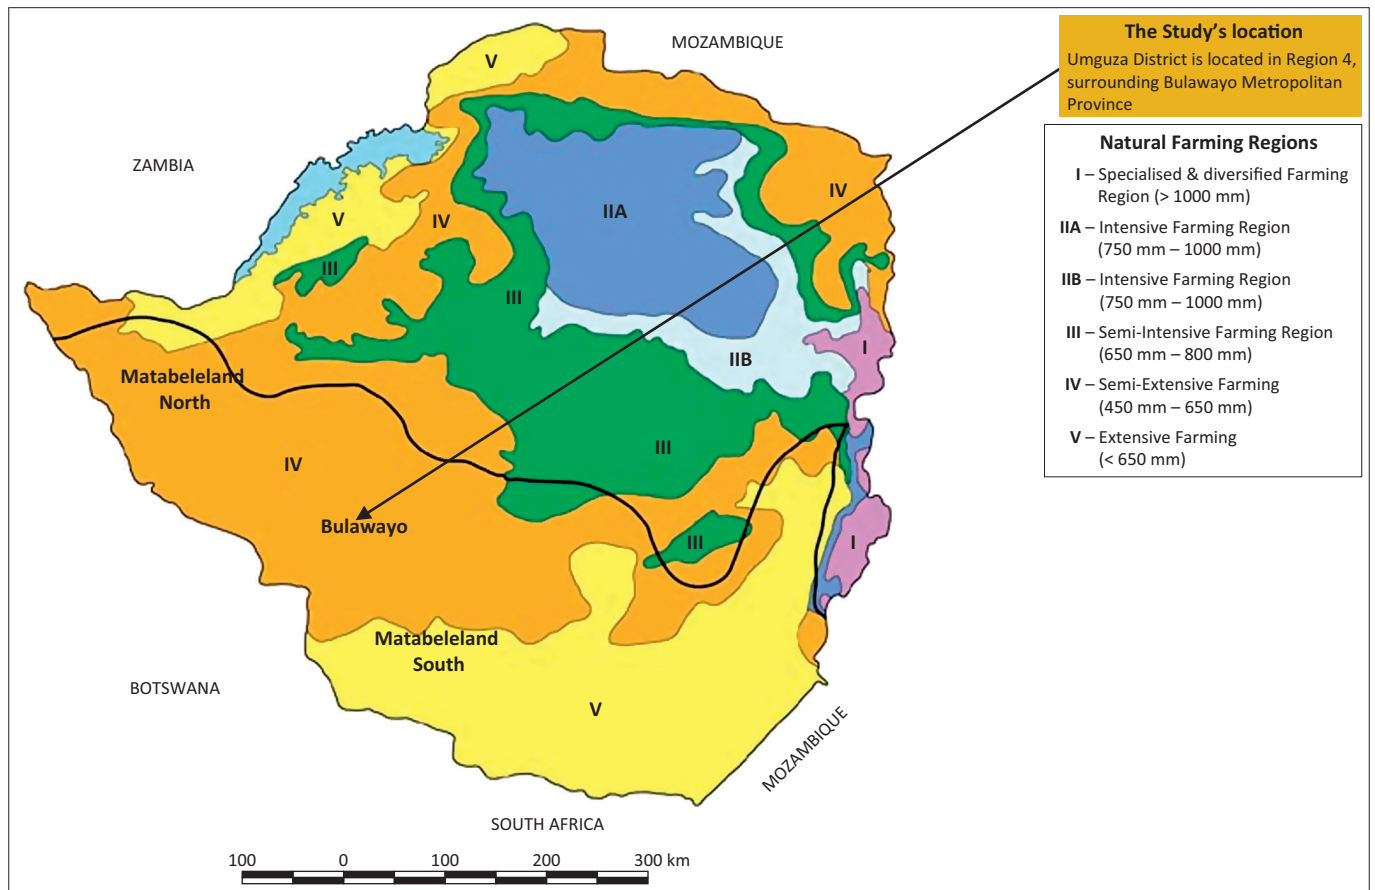 MOZAMBIQUE
The Study's location
Umguza District is located in Region 4,
surrounding Bulawayo Metropolitan
Province
Natural Farming Regions
I – Specialised & diversified Farming
Region (> 1000 mm)
IIA – Intensive Farming Region
(750 mm – 1000 mm)
IIB – Intensive Farming Region
(750 mm – 1000 mm)
III – Semi-Intensive Farming Region
(650 mm – 800 mm)
IV – Semi-Extensive Farming
(450 mm – 650 mm)
V – Extensive Farming
(< 650 mm)
V
ZAMBIA
IV
IIA
V
IV
III
III
I
IIB
Matabeleland
North
III
IV
Bulawayo
III
I
Matabeleland
South
BOTSWANA
V
MOZAMBIQUE
SOUTH AFRICA
100 0 100 200 300 km